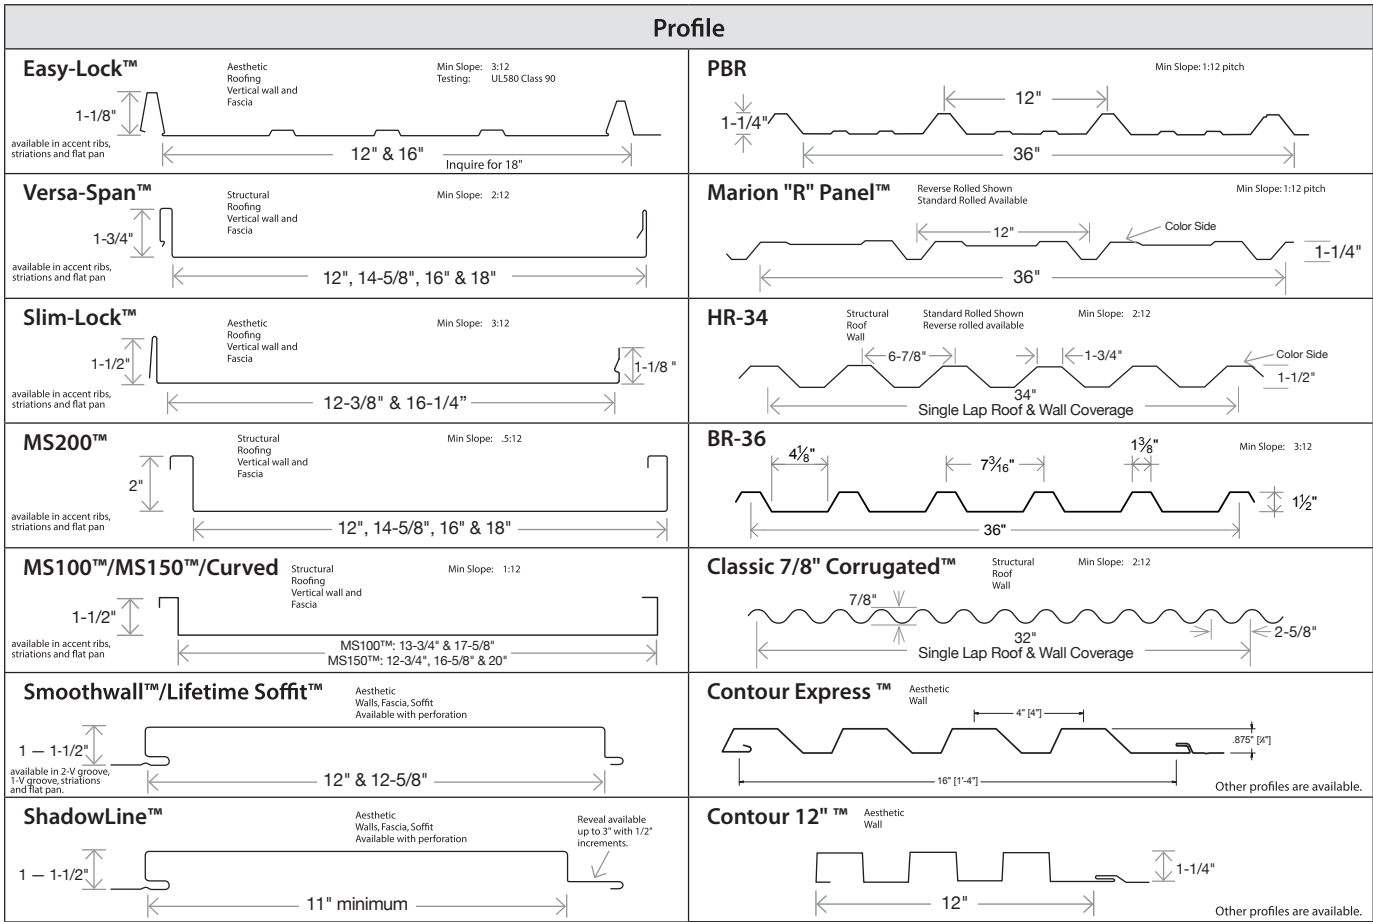 Profile
Easy-Lock™
Aesthetic
Roofing
Vertical wall and
Fascia
Min Slope: 3:12
Testing: UL580 Class 90
1-1/8"
available in accent ribs,
striations and flat pan
12" & 16"
Inquire for 18"
PBR
Min Slope: 1:12 pitch
12"
1-1/4"
36"
Versa-Span™
Structural
Roofing
Vertical wall and
Fascia
Min Slope: 2:12
1-3/4"
available in accent ribs,
striations and flat pan
12", 14-5/8", 16" & 18"
Marion "R" Panel™
Reverse Rolled Shown
Standard Rolled Available
Min Slope: 1:12 pitch
12"
Color Side
1-1/4"
36"
Slim-Lock™
Aesthetic
Roofing
Vertical wall and
Fascia
Min Slope: 3:12
1-1/2"
1-1/8 "
available in accent ribs,
striations and flat pan
12-3/8" & 16-1/4”
HR-34
Structural
Roof
Wall
Standard Rolled Shown
Reverse rolled available
Min Slope: 2:12
6-7/8"
1-3/4"
Color Side
1-1/2"
34"
Single Lap Roof & Wall Coverage
MS200™
Structural
Roofing
Vertical wall and
Fascia
Min Slope: .5:12
2"
available in accent ribs,
striations and flat pan
12", 14-5/8", 16" & 18"
BR-36
Min Slope: 3:12
4⅛"
7 3/16"
1⅜"
1½"
36"
MS100™/MS150™/Curved
Structural
Roofing
Vertical wall and
Fascia
Min Slope: 1:12
1-1/2"
available in accent ribs,
striations and flat pan
MS100™: 13-3/4" & 17-5/8"
MS150™: 12-3/4", 16-5/8" & 20"
Classic 7/8" Corrugated™
Structural
Roof
Wall
Min Slope: 2:12
7/8"
2-5/8"
32"
Single Lap Roof & Wall Coverage
Smoothwall™/Lifetime Soffit™
Aesthetic
Walls, Fascia, Soffit
Available with perforation
1 — 1-1/2"
available in 2-V groove,
1-V groove, striations
and flat pan.
12" & 12-5/8"
Contour Express ™
Aesthetic
Wall
4" [4"]
.875" [⅞"]
16" [1'-4"]
Other profiles are available.
ShadowLine™
Aesthetic
Walls, Fascia, Soffit
Available with perforation
Reveal available
up to 3" with 1/2"
increments.
1 — 1-1/2"
11" minimum
Contour 12" ™
Aesthetic
Wall
1-1/4"
12"
Other profiles are available.